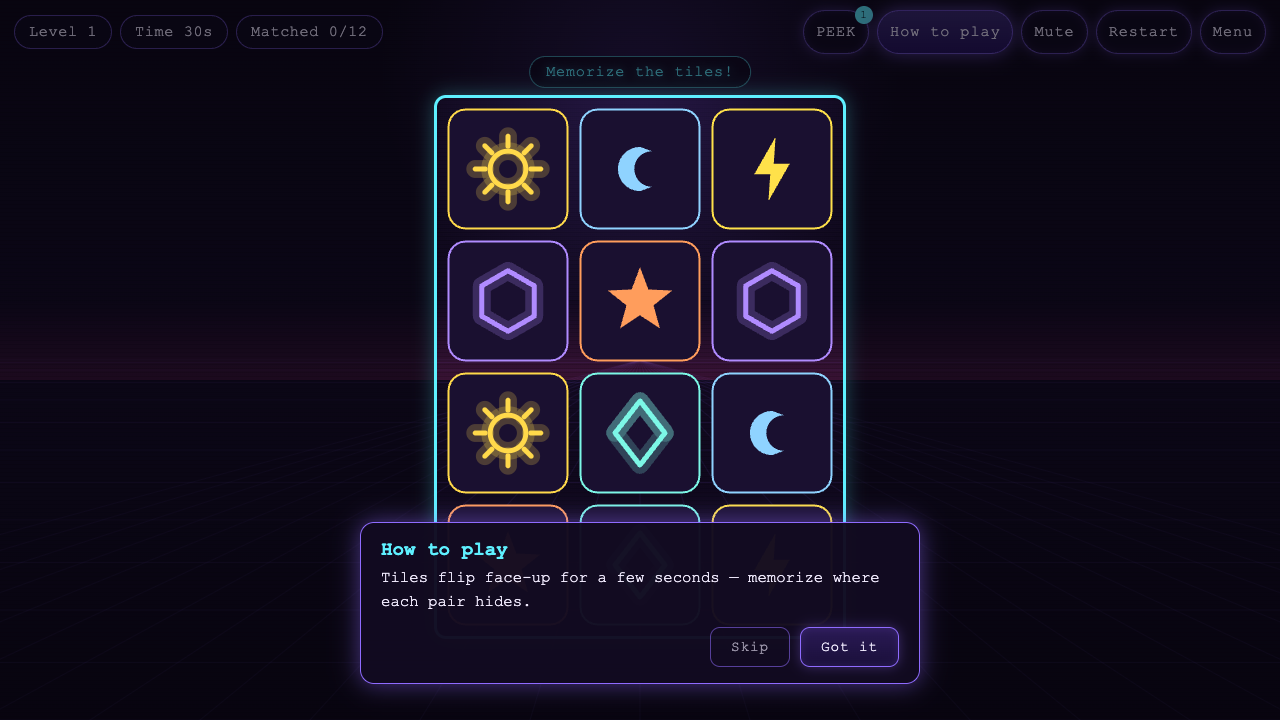 Level 1
Time 30s
Matched 0/12
PEEK
1
How to play
Mute
Restart
Menu
Memorize the tiles!
How to play
Tiles flip face-up for a few seconds — memorize where
each pair hides.
Skip
Got it